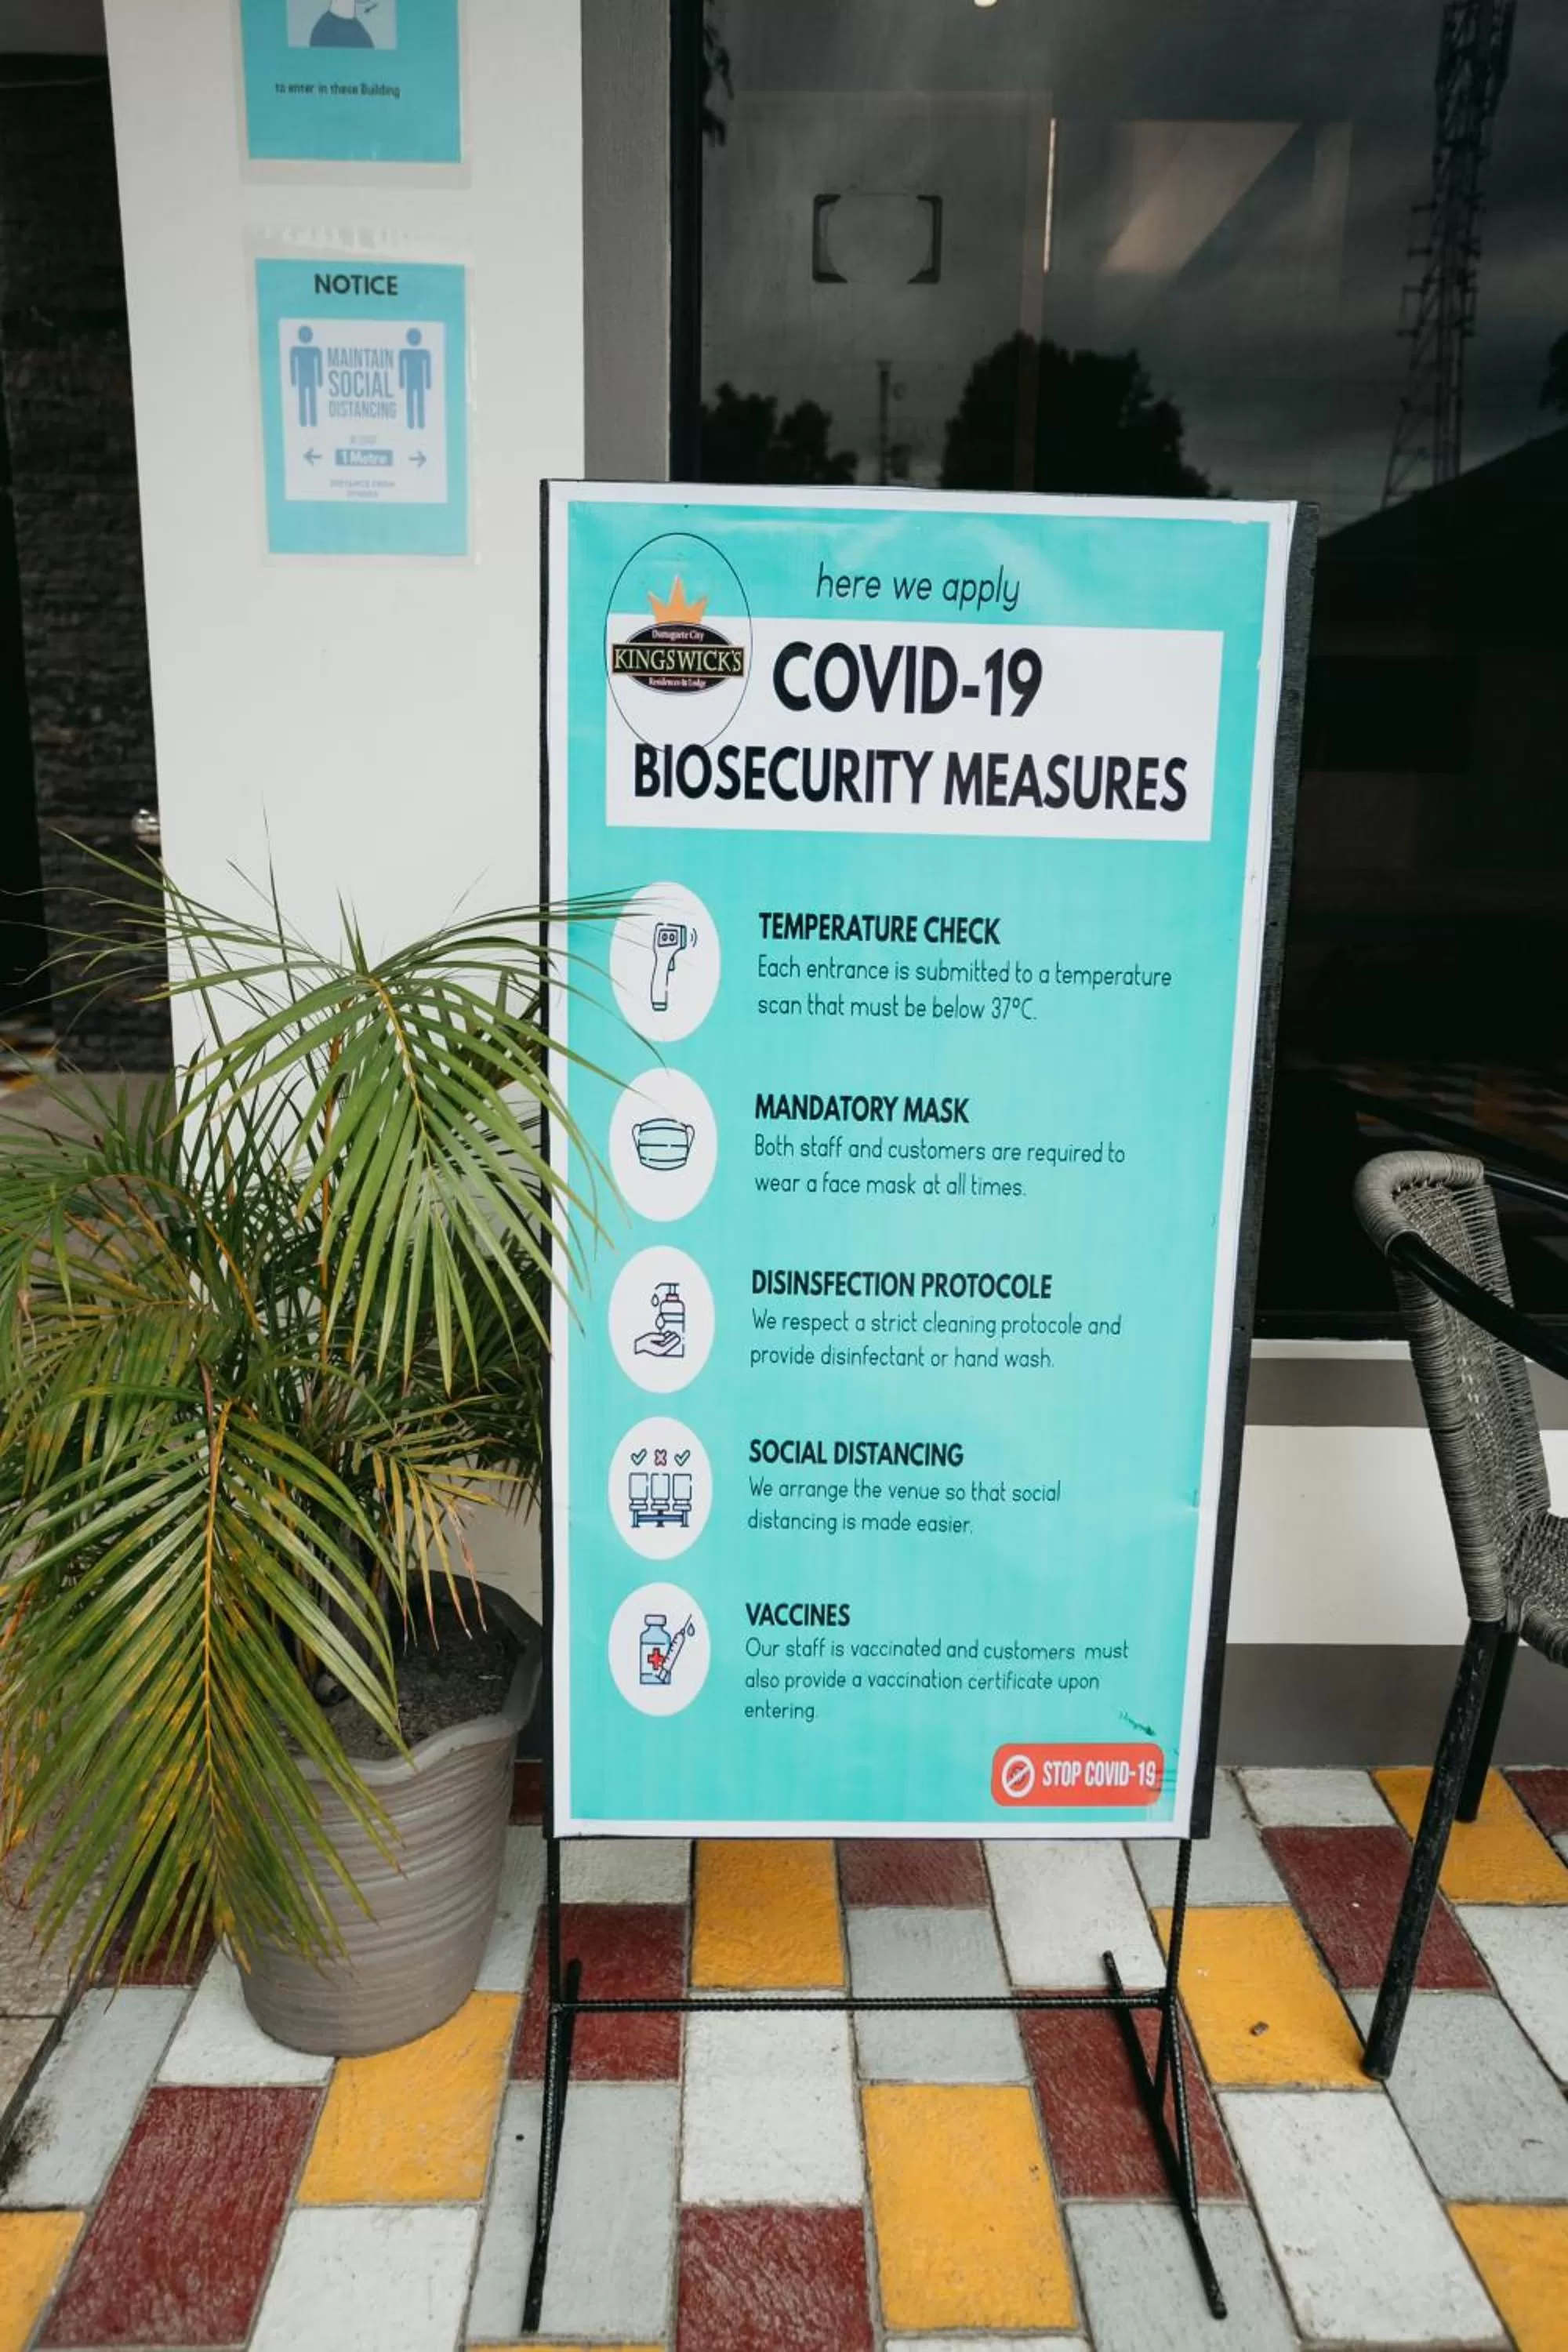 to enter in these Building
NOTICE
MAINTAIN
SOCIAL
DISTANCING
1 Metre
DISTANCE FROM
here we apply
Dumaguete City
KINGSWICK'S
Residences & Lodge
COVID-19
BIOSECURITY MEASURES
TEMPERATURE CHECK
Each entrance is submitted to a temperature
scan that must be below 37°C.
MANDATORY MASK
Both staff and customers are required to
wear a face mask at all times.
DISINSFECTION PROTOCOLE
We respect a strict cleaning protocole and
provide disinfectant or hand wash.
SOCIAL DISTANCING
We arrange the venue so that social
distancing is made easier.
VACCINES
Our staff is vaccinated and customers must
also provide a vaccination certificate upon
entering.
STOP COVID-19